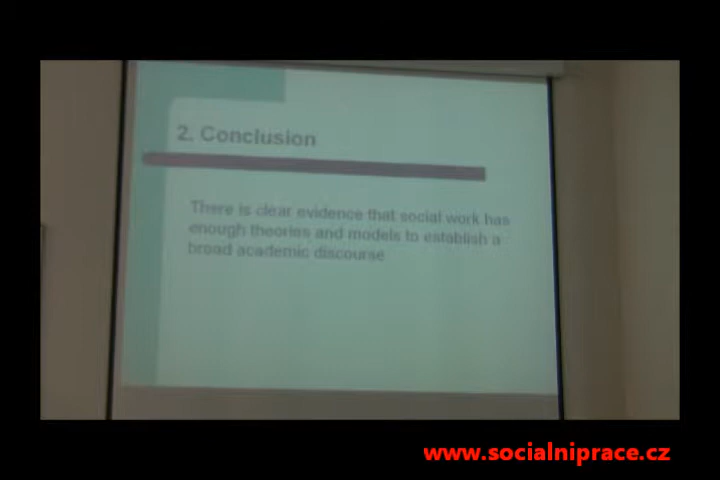 2. Conclusion
There is clear evidence that social work has
enough theories and models to establish a
broad academic discourse
www.socialniprace.cz